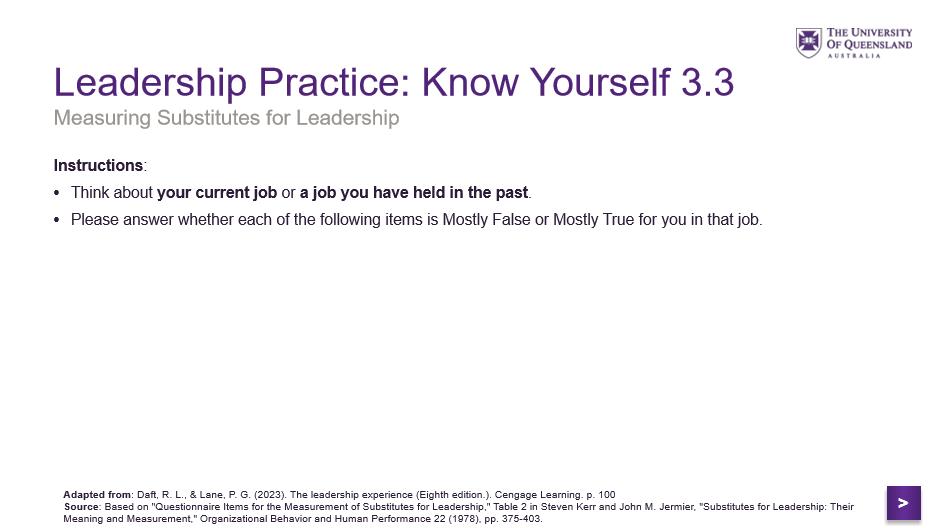 THE UNIVERSITY
OF QUEENSLAND
AUSTRALIA
Leadership Practice: Know Yourself 3.3
Measuring Substitutes for Leadership
Instructions:
• Think about your current job or a job you have held in the past.
• Please answer whether each of the following items is Mostly False or Mostly True for you in that job.
Adapted from: Daft, R. L., & Lane, P. G. (2023). The leadership experience (Eighth edition.). Cengage Learning. p. 100
Source: Based on "Questionnaire Items for the Measurement of Substitutes for Leadership," Table 2 in Steven Kerr and John M. Jermier, "Substitutes for Leadership: Their
Meaning and Measurement," Organizational Behavior and Human Performance 22 (1978), pp. 375-403.
>